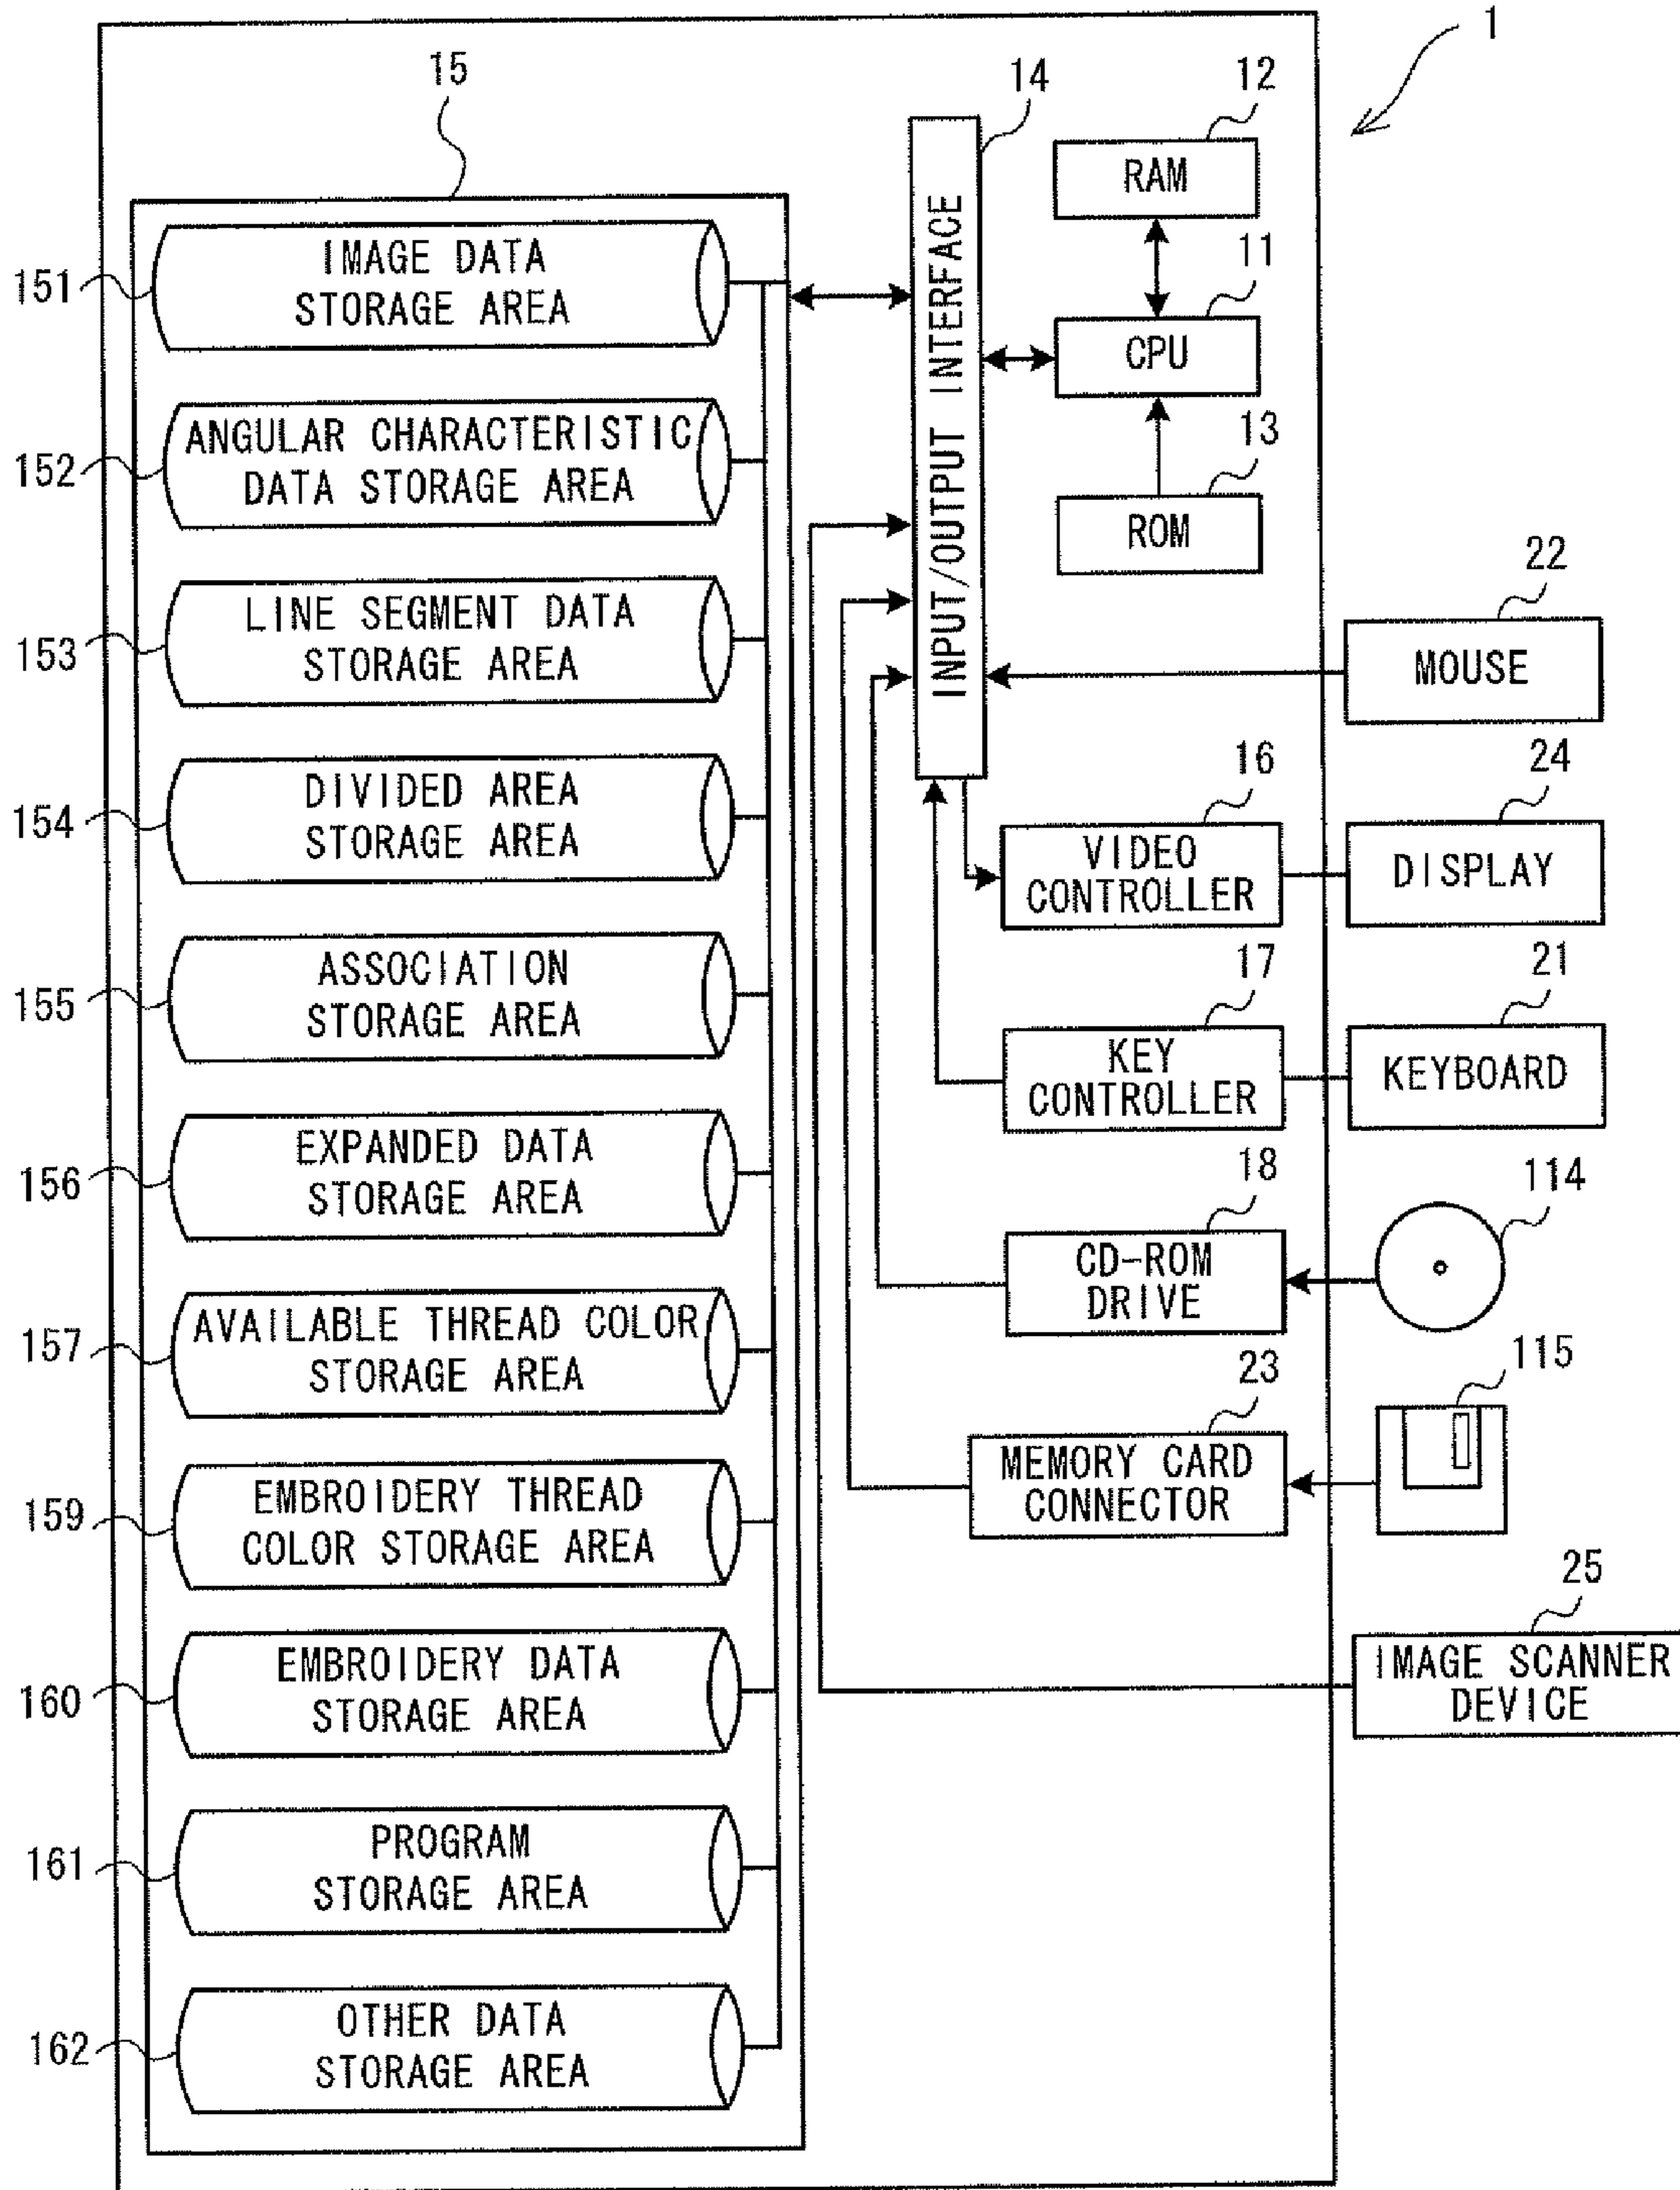 1
15
14
12
RAM
11
CPU
13
ROM
INPUT/OUTPUT INTERFACE
151
IMAGE DATA
STORAGE AREA
152
ANGULAR CHARACTERISTIC
DATA STORAGE AREA
153
LINE SEGMENT DATA
STORAGE AREA
154
DIVIDED AREA
STORAGE AREA
155
ASSOCIATION
STORAGE AREA
156
EXPANDED DATA
STORAGE AREA
157
AVAILABLE THREAD COLOR
STORAGE AREA
159
EMBROIDERY THREAD
COLOR STORAGE AREA
160
EMBROIDERY DATA
STORAGE AREA
161
PROGRAM
STORAGE AREA
162
OTHER DATA
STORAGE AREA
22
MOUSE
16
VIDEO
CONTROLLER
24
DISPLAY
17
KEY
CONTROLLER
21
KEYBOARD
18
CD-ROM
DRIVE
114
23
MEMORY CARD
CONNECTOR
115
25
IMAGE SCANNER
DEVICE